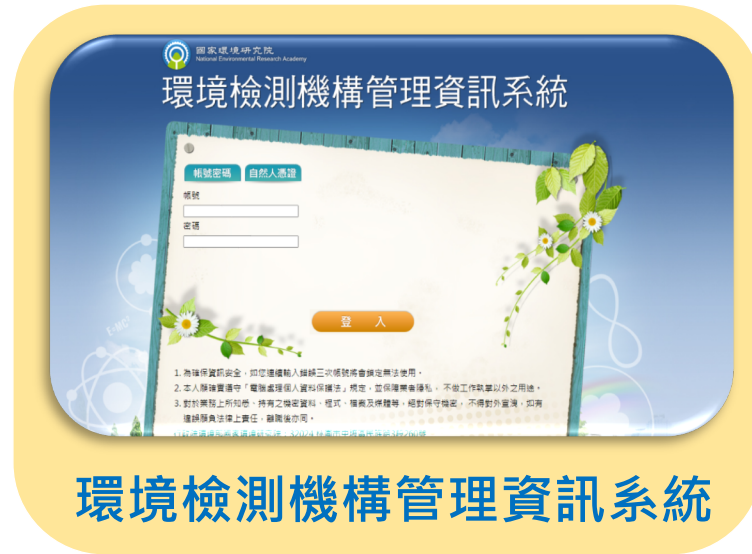 國家環境研究院
National Environmental Research Academy
環境檢測機構管理資訊系統
帳號密碼
自然人憑證
帳號
密碼
登 入
1. 為確保資訊安全，如您連續輸入錯誤三次帳號將會鎖定無法使用。
2. 本人願確實遵守「電腦處理個人資料保護法」規定，並保障業者隱私， 不做工作執掌以外之用途。
3. 對於業務上所知悉、持有之機密資料、程式、檔案及媒體等，絕對保守機密， 不得對外宣洩，如有
違誤願負法律上責任，離職後亦同。
環境檢測機構管理資訊系統